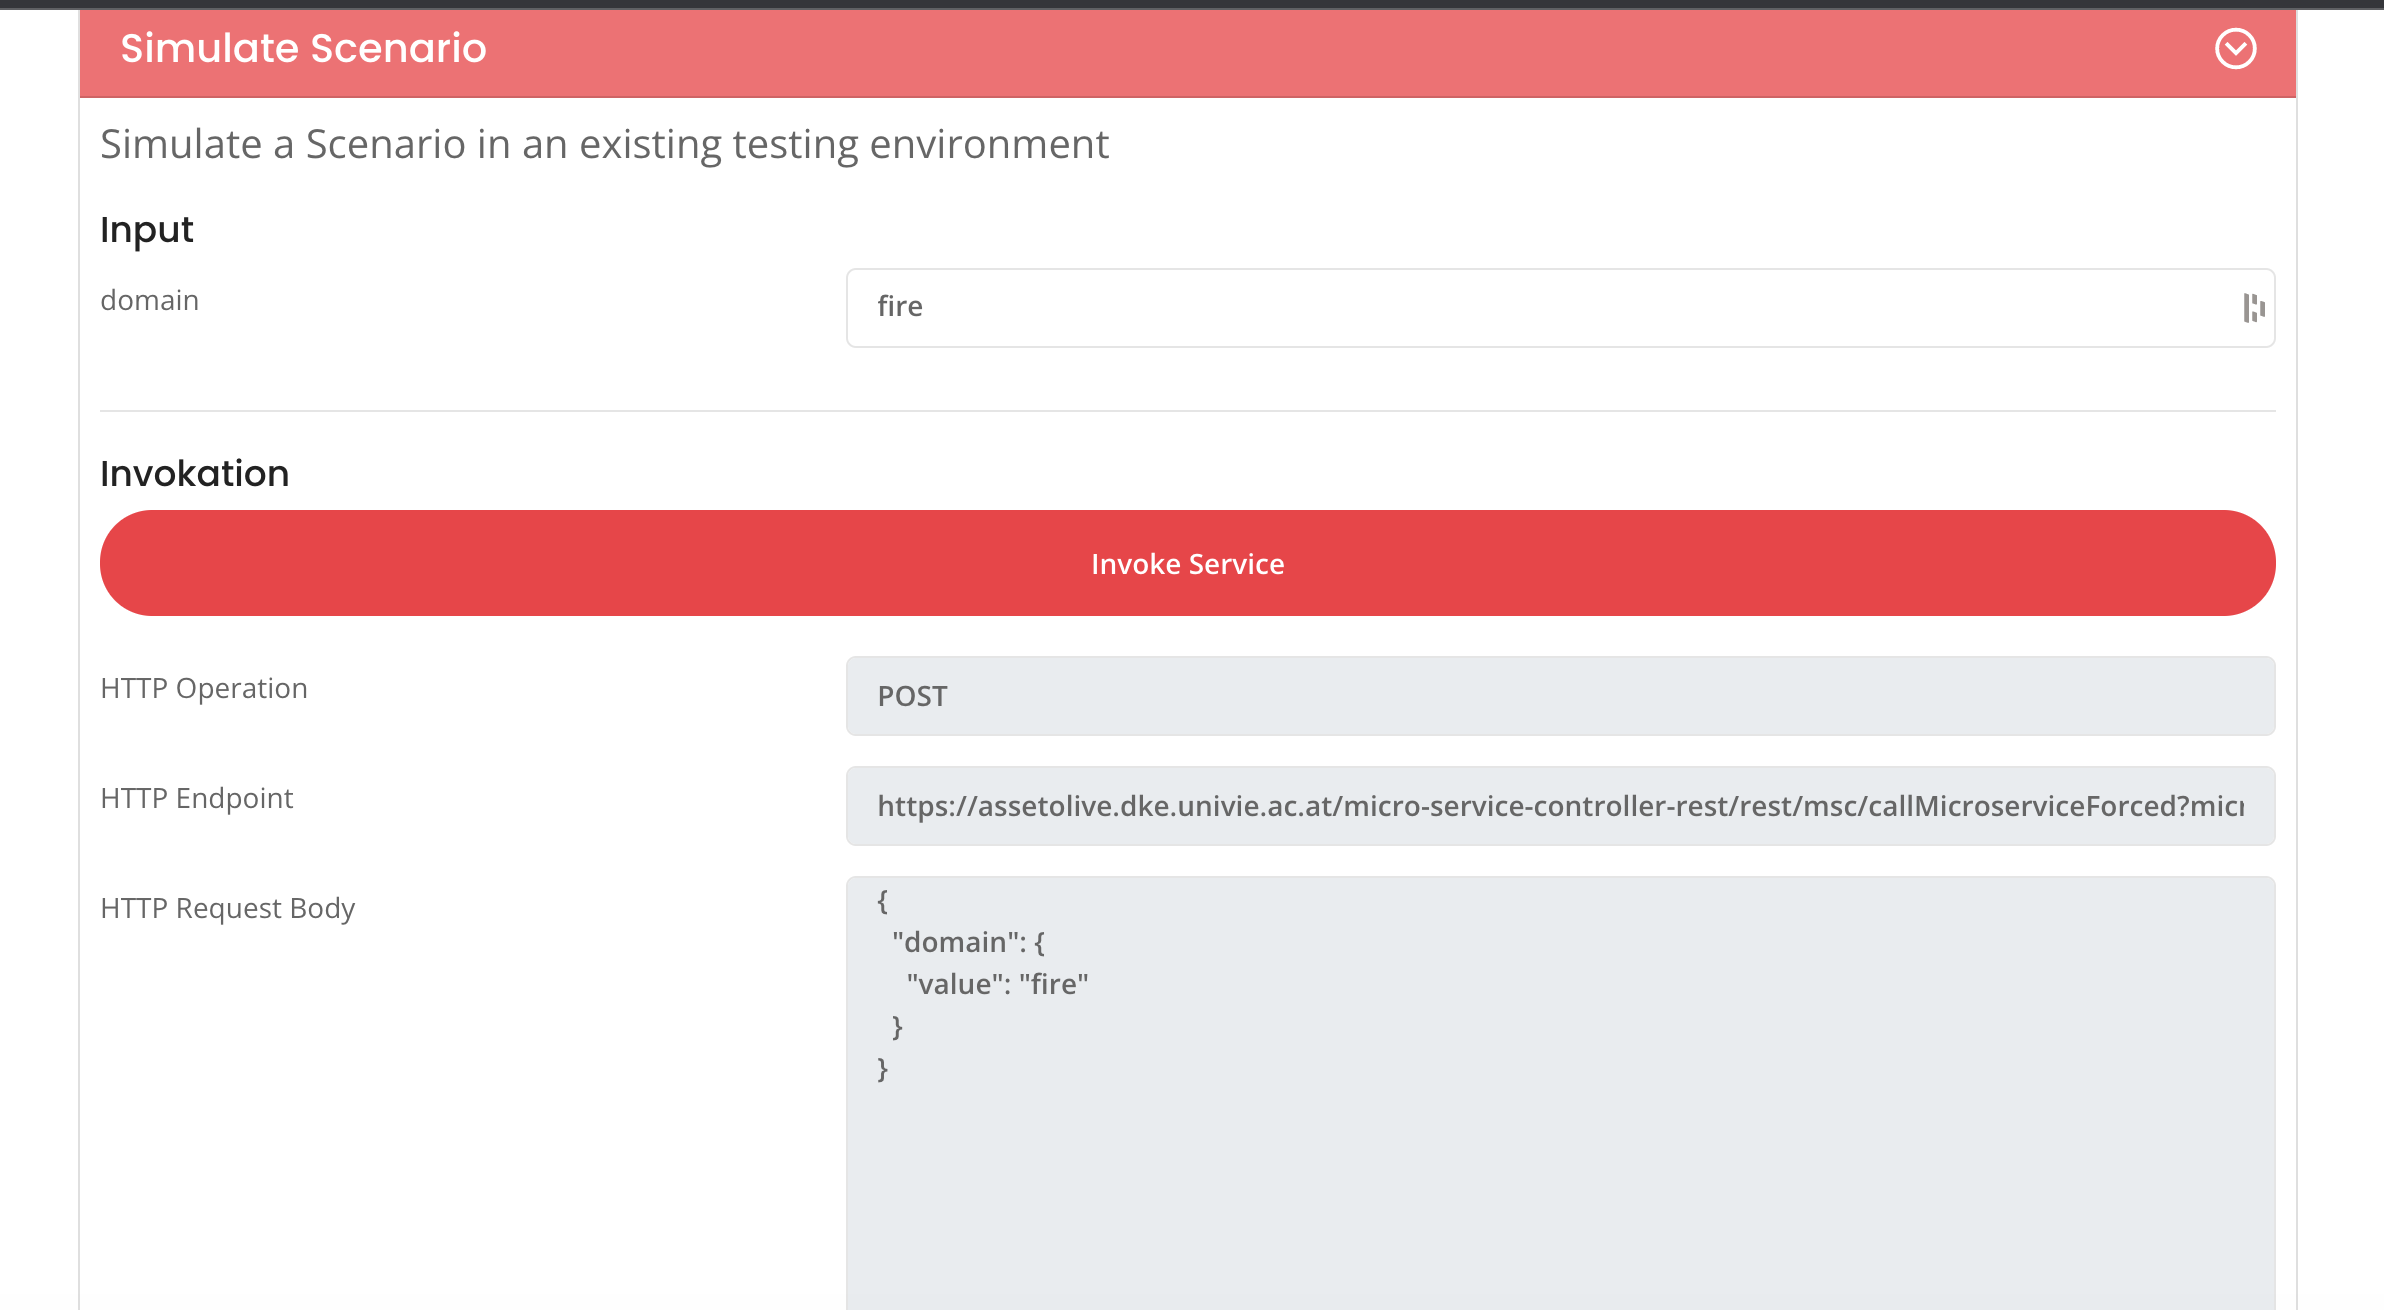 Simulate Scenario
Simulate a Scenario in an existing testing environment
Input
domain
fire
Invokation
Invoke Service
HTTP Operation
POST
HTTP Endpoint
https://assetolive.dke.univie.ac.at/micro-service-controller-rest/rest/msc/callMicroserviceForced?micr
HTTP Request Body
{
"domain": {
"value": "fire"
}
}